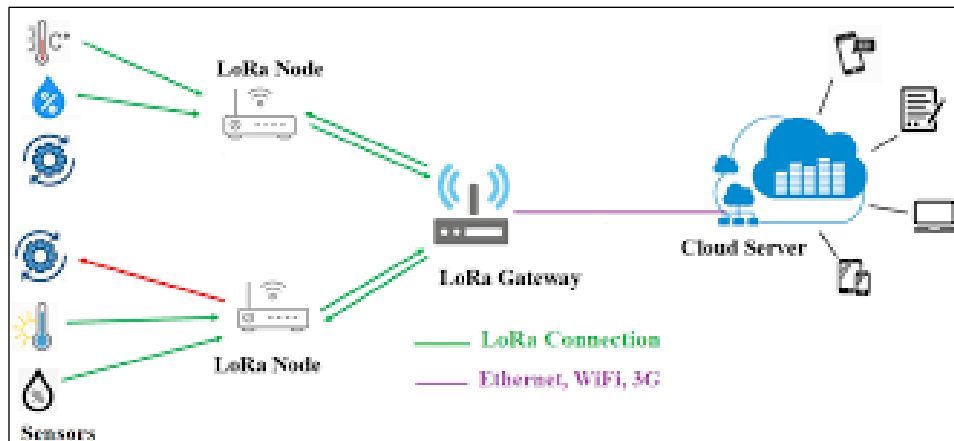 C°
LoRa Node
%
LoRa Gateway
Cloud Server
LoRa Node
%
LoRa Connection
Ethernet, WiFi, 3G
Sensors